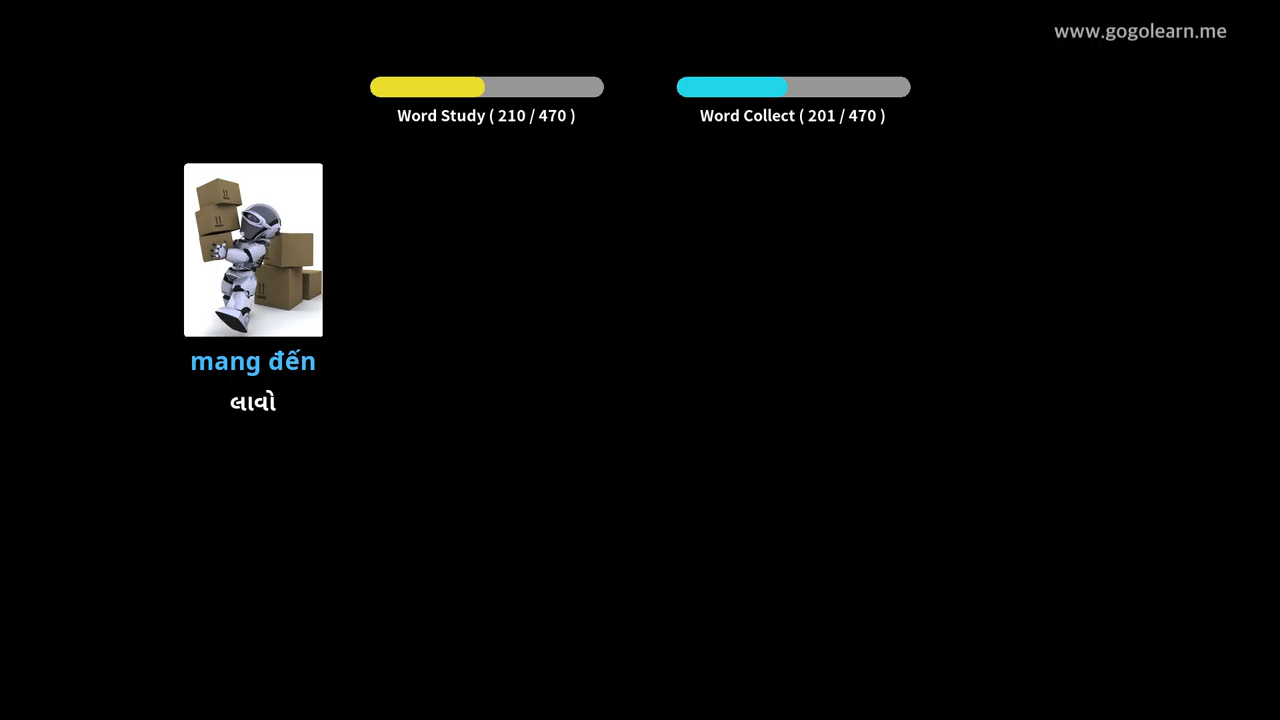 www.gogolearn.me
Word Study ( 210 / 470 )
Word Collect ( 201 / 470 )
mang đến
લાવો